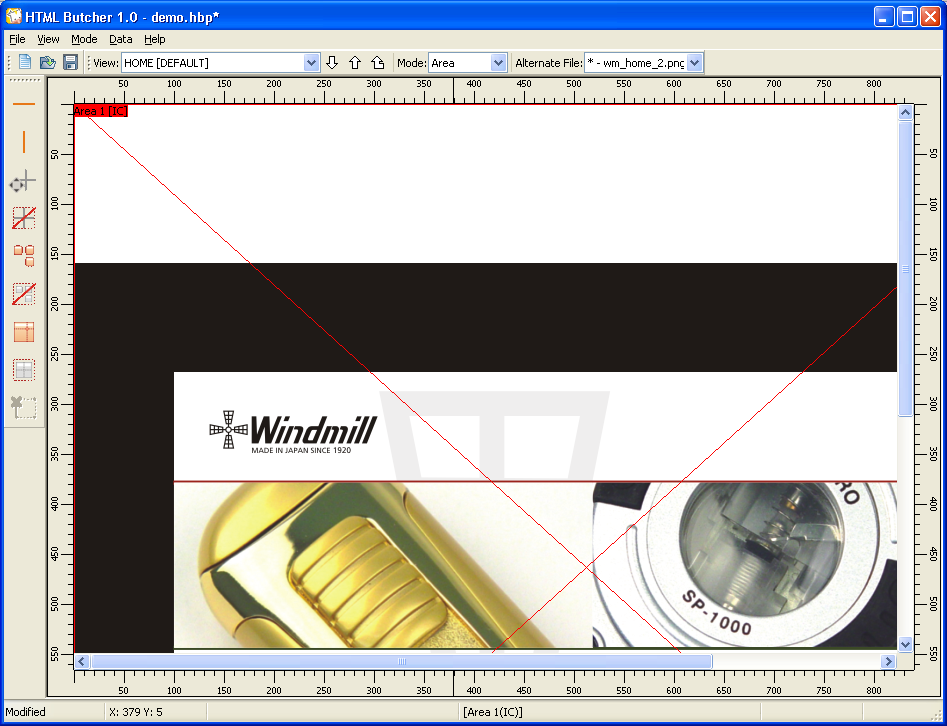 HTML Butcher 1.0 - demo.hbp*
File View Mode Data Help
View: HOME [DEFAULT] Mode: Area Alternate File: * - wm_home_2.png
50 100 150 200 250 300 350 400 450 500 550 600 650 700 750 800
Area 1 [IC]
50 50
100 100
150 150
200 200
250 250
300 300
Windmill
MADE IN JAPAN SINCE 1920
350 350
400 400
RO
450 450
500 500
SP-1000
550 550
50 100 150 200 250 300 350 400 450 500 550 600 650 700 750 800
Modified X: 379 Y: 5 [Area 1(IC)]